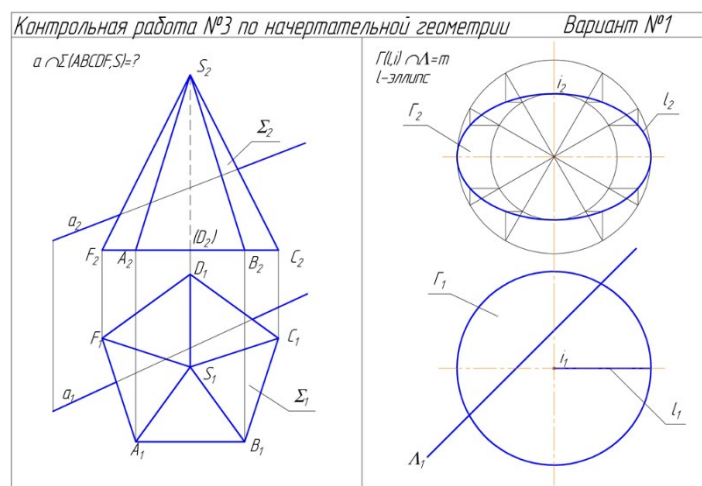 Контрольная работа №3 по начертательной геометрии Вариант №1
a ∩Σ(ABCDF,S)=?
S₂
Σ₂
a₂
F₂ A₂ (D₂) B₂ C₂
D₁
F₁ C₁
S₁
a₁
Σ₁
A₁ B₁
Г(l,i) ∩Λ=m
l-эллипс
i₂
Г₂ l₂
Г₁
i₁
l₁
Λ₁